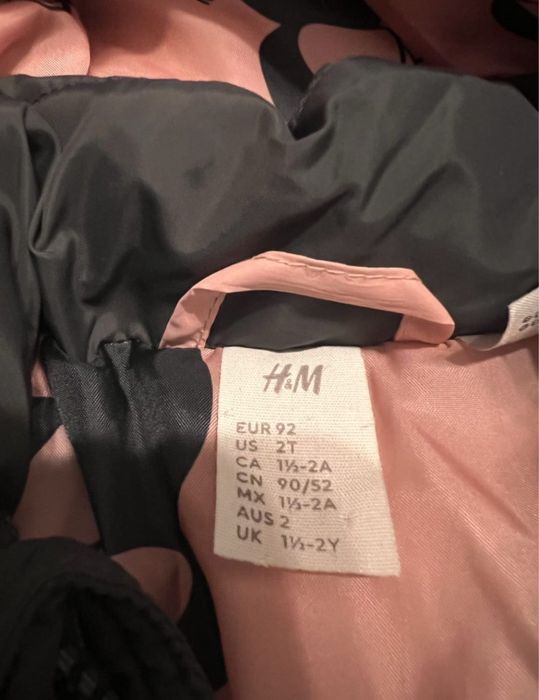 H&M
EUR 92
US 2T
CA 1½-2A
CN 90/52
MX 1½-2A
AUS 2
UK 1½-2Y